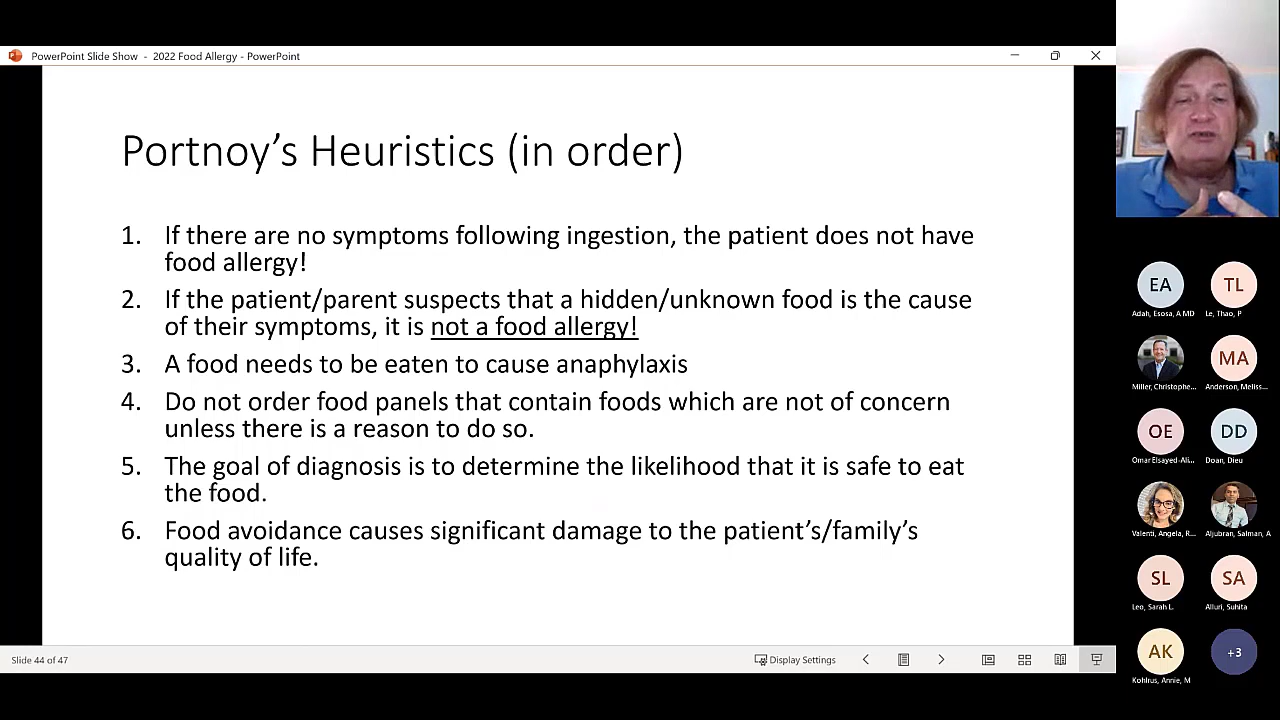 PowerPoint Slide Show - 2022 Food Allergy - PowerPoint
Portnoy's Heuristics (in order)
1. If there are no symptoms following ingestion, the patient does not have
food allergy!
2. If the patient/parent suspects that a hidden/unknown food is the cause
of their symptoms, it is not a food allergy!
3. A food needs to be eaten to cause anaphylaxis
4. Do not order food panels that contain foods which are not of concern
unless there is a reason to do so.
5. The goal of diagnosis is to determine the likelihood that it is safe to eat
the food.
6. Food avoidance causes significant damage to the patient's/family's
quality of life.
Slide 44 of 47
Display Settings
EA
TL
Adah, Esosa, A MD
Le, Thao, P
MA
Miller, Christophe...
Anderson, Meliss...
OE
DD
Omar Elsayed-Ali...
Doan, Dieu
Valenti, Angela, R...
Aljubran, Salman, A
SL
SA
Leo, Sarah L.
Alluri, Suhita
AK
+3
Kohlrus, Annie, M